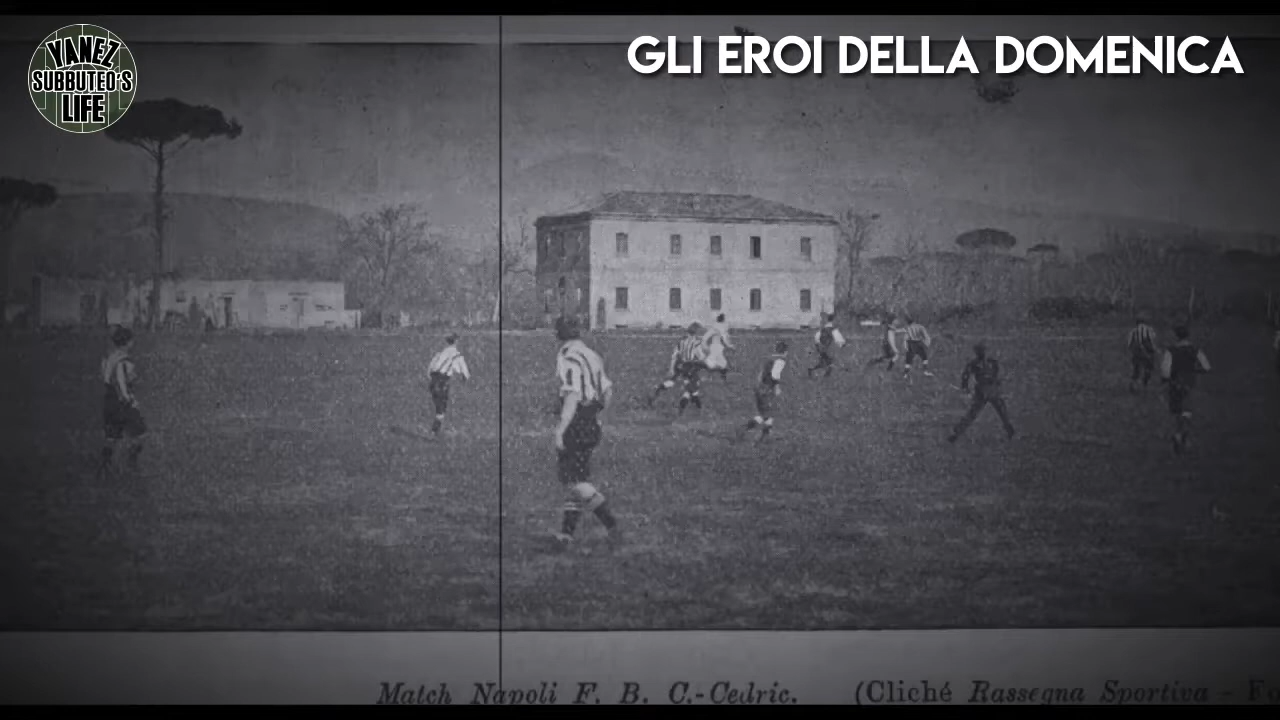 YANEZ
SUBBUTEO'S
LIFE
GLI EROI DELLA DOMENICA
Match Napoli F. B. C.-Cedric. (Cliché Rassegna Sportiva -